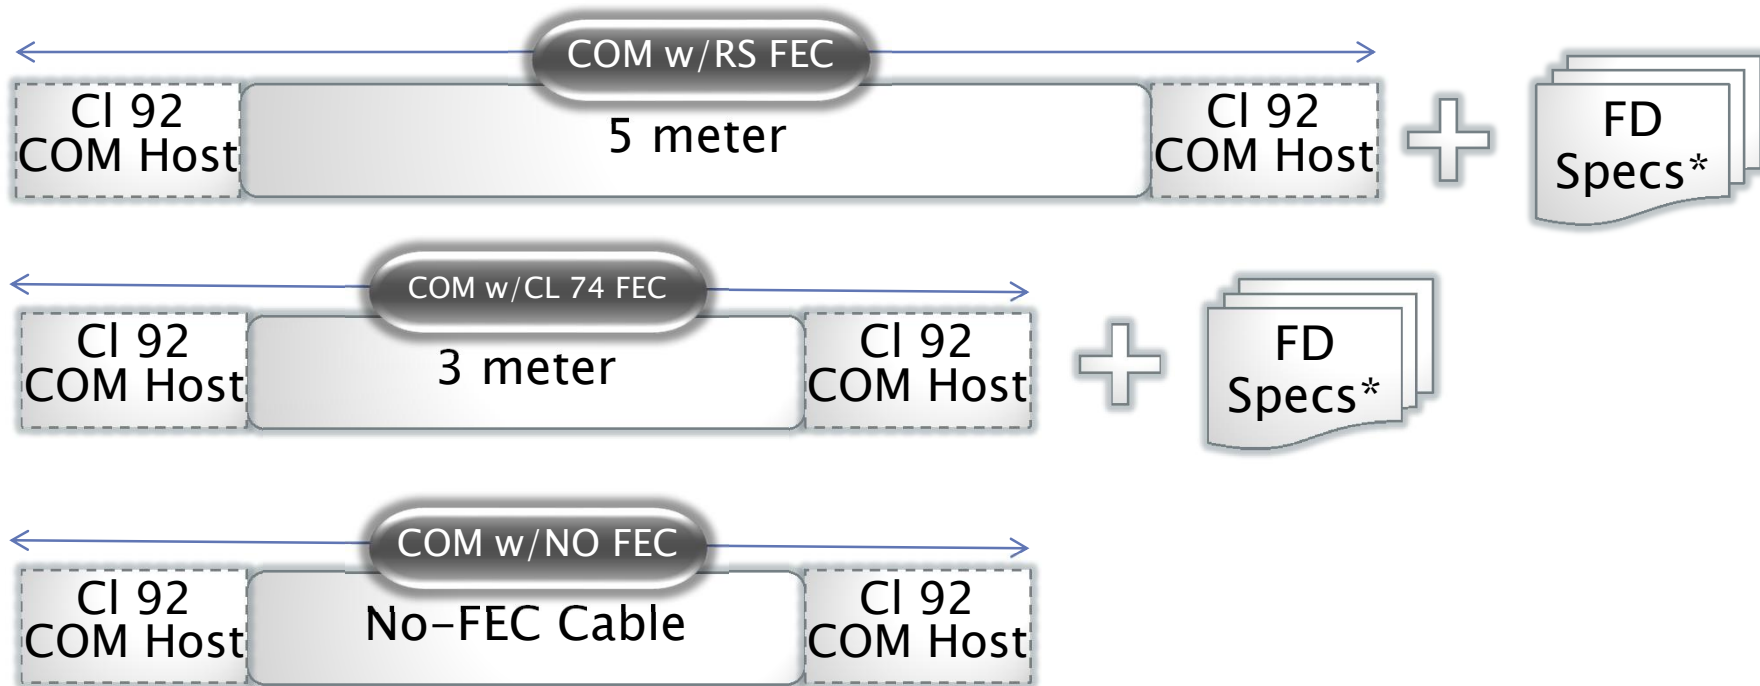 COM w/RS FEC
Cl 92
COM Host
5 meter
Cl 92
COM Host
FD
Specs*
COM w/CL 74 FEC
Cl 92
COM Host
3 meter
Cl 92
COM Host
FD
Specs*
COM w/NO FEC
Cl 92
COM Host
No-FEC Cable
Cl 92
COM Host